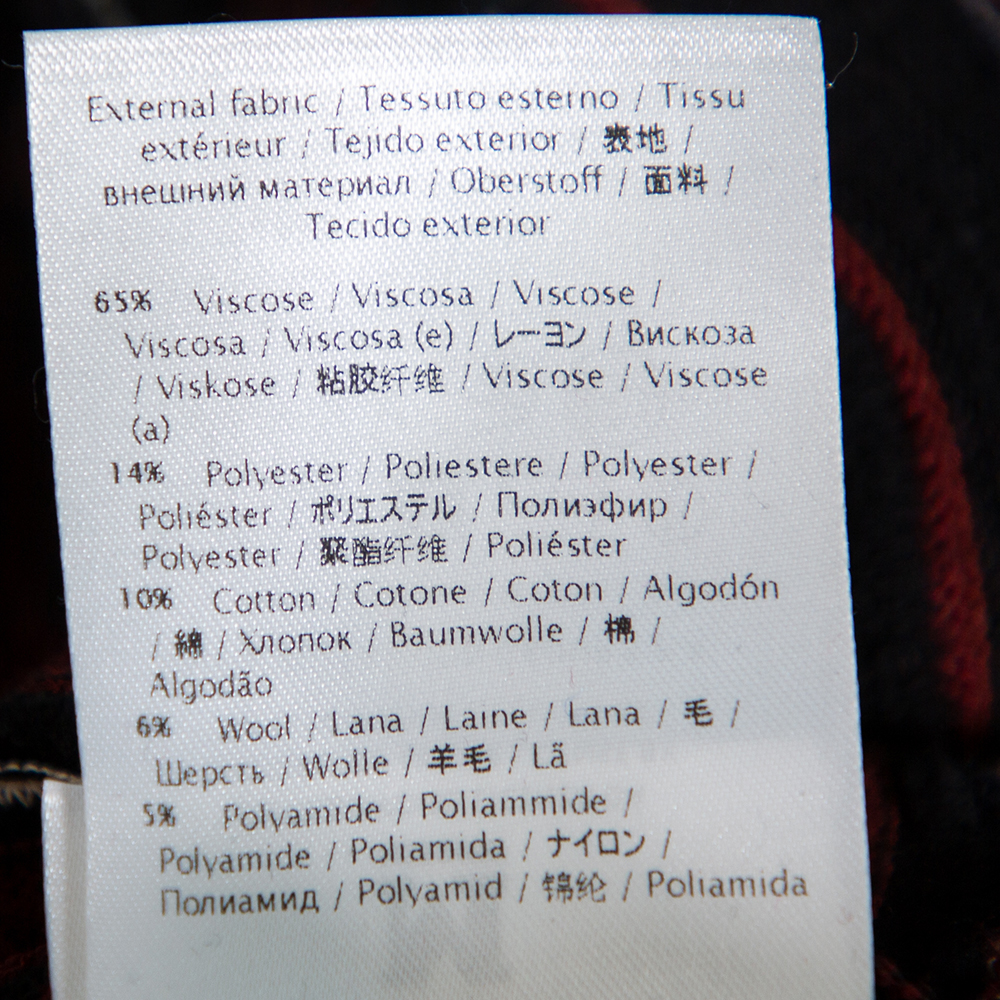 External fabric / Tessuto esterno / Tissu
extérieur / Tejido exterior / 表地 /
внешний материал / Oberstoff / 面料 /
Tecido exterior
65% Viscose / Viscosa / Viscose /
Viscosa / Viscosa (e) / レーヨン / Вискоза
/ Viskose / 粘胶纤维 / Viscose / Viscose
(a)
14% Polyester / Poliestere / Polyester /
Poliéster / ポリエステル / Полиэфир /
Polyester / 聚酯纤维 / Poliéster
10% Cotton / Cotone / Coton / Algodón
/ 綿 / Хлопок / Baumwolle / 棉 /
Algodão
6% Wool / Lana / Laine / Lana / 毛 /
Шерсть / Wolle / 羊毛 / Lã
5% Polyamide / Poliammide /
Polyamide / Poliamida / ナイロン /
Полиамид / Polyamid / 锦纶 / Poliamida